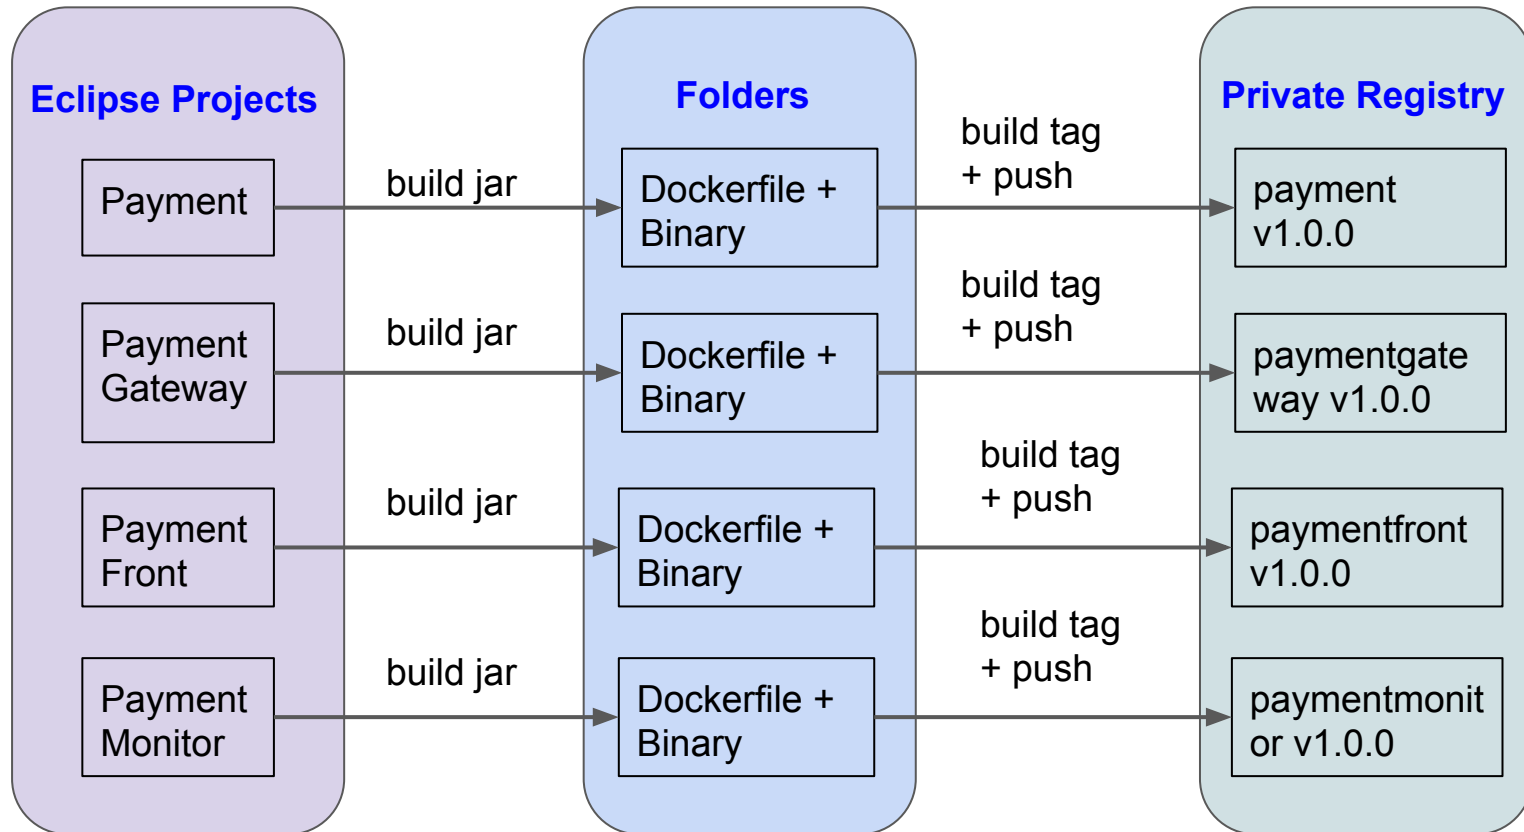 Eclipse Projects
Folders
Private Registry
Payment
build jar
Dockerfile +
Binary
build tag
+ push
payment
v1.0.0
Payment
Gateway
build jar
Dockerfile +
Binary
build tag
+ push
paymentgate
way v1.0.0
Payment
Front
build jar
Dockerfile +
Binary
build tag
+ push
paymentfront
v1.0.0
Payment
Monitor
build jar
Dockerfile +
Binary
build tag
+ push
paymentmonit
or v1.0.0